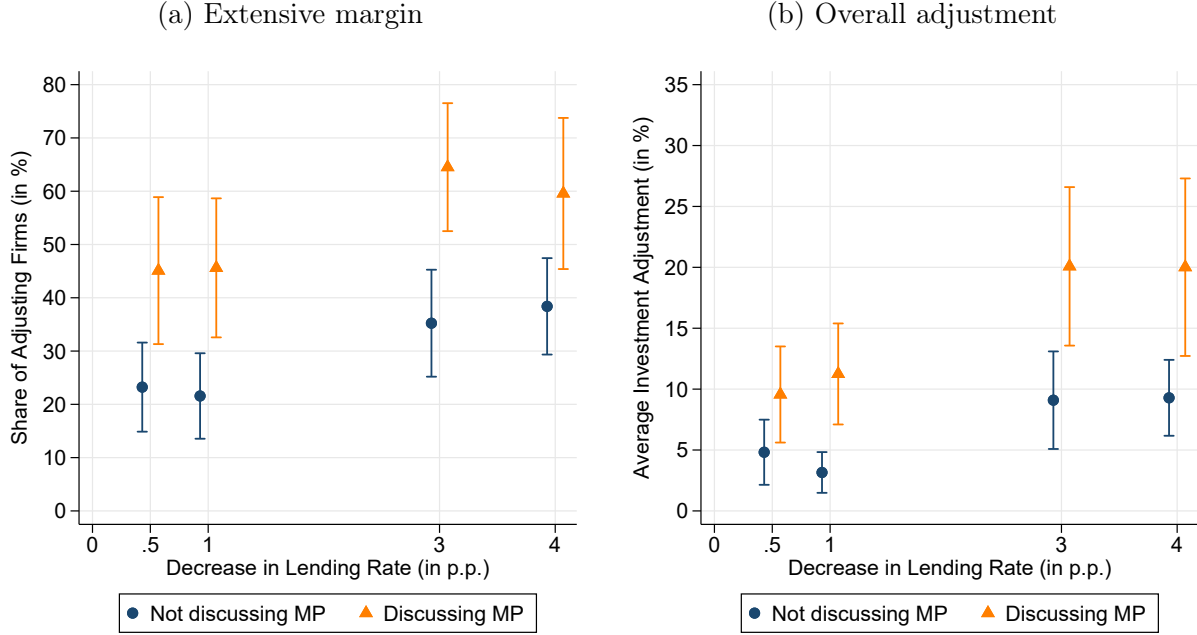 (a) Extensive margin
Share of Adjusting Firms (in %)
80
70
60
50
40
30
20
10
0
0 .5 1 3 4
Decrease in Lending Rate (in p.p.)
Not discussing MP Discussing MP
(b) Overall adjustment
Average Investment Adjustment (in %)
35
30
25
20
15
10
5
0
0 .5 1 3 4
Decrease in Lending Rate (in p.p.)
Not discussing MP Discussing MP